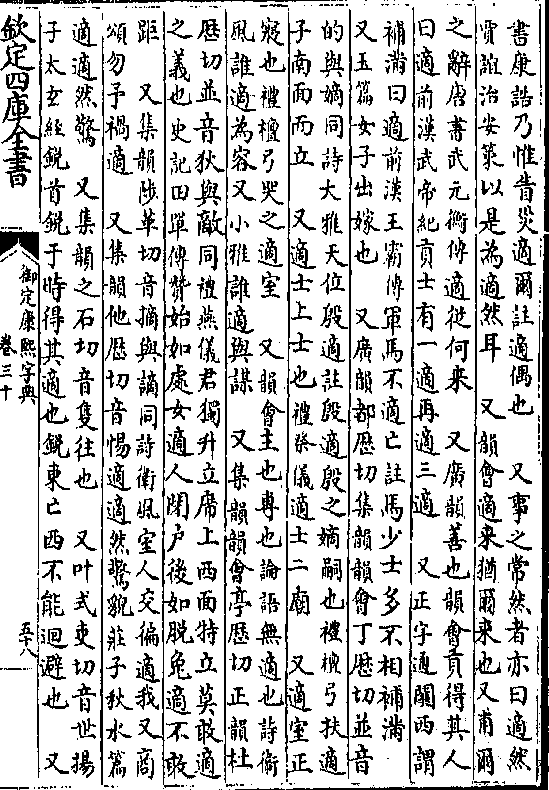 書康誥乃惟眚災適爾註適偶也　又事之常然者亦曰適然
賈誼治安策以是為適然耳　又韻會適來猶爾來也又甫爾
之辭唐書武元衡傳適從何来　又廣韻善也韻會貢得其人
曰適前漢武帝紀貢士有一適再適三適　又正字通關西謂
補滿曰適前漢王霸傳軍馬不適亡註馬少士多不相補滿
又玉篇女子出嫁也　又廣韻都歴切集韻韻會丁歴切並音
的與嫡同詩大雅天位殷適註殷適殷之嫡嗣也禮檀弓扶適
子南面而立　又適士上士也禮祭儀適士二廟　又適室正
寢也禮檀弓哭之適室　又韻會主也專也論語無適也詩衛
風誰適為容又小雅誰適與謀　又集韻韻會亭歴切正韻杜
歴切並音狄與敵同禮燕儀君獨升立席上西面特立莫敢適
之義也史記田單傳贊始如處女適人開户後如脱兔適不敢
距　又集韻陟革切音摘與謫同詩衛風室人交徧適我又商
頌勿予禍適　又集韻他歴切音惕適適然驚貌莊子秋水篇
適適然驚　又集韻之石切音隻往也　又叶式吏切音世揚
子太玄經鋭首鋭于時得其適也鋭東亡西不能迴避也　又
欽定四庫全書
御定康熙字典
卷三十
五十八